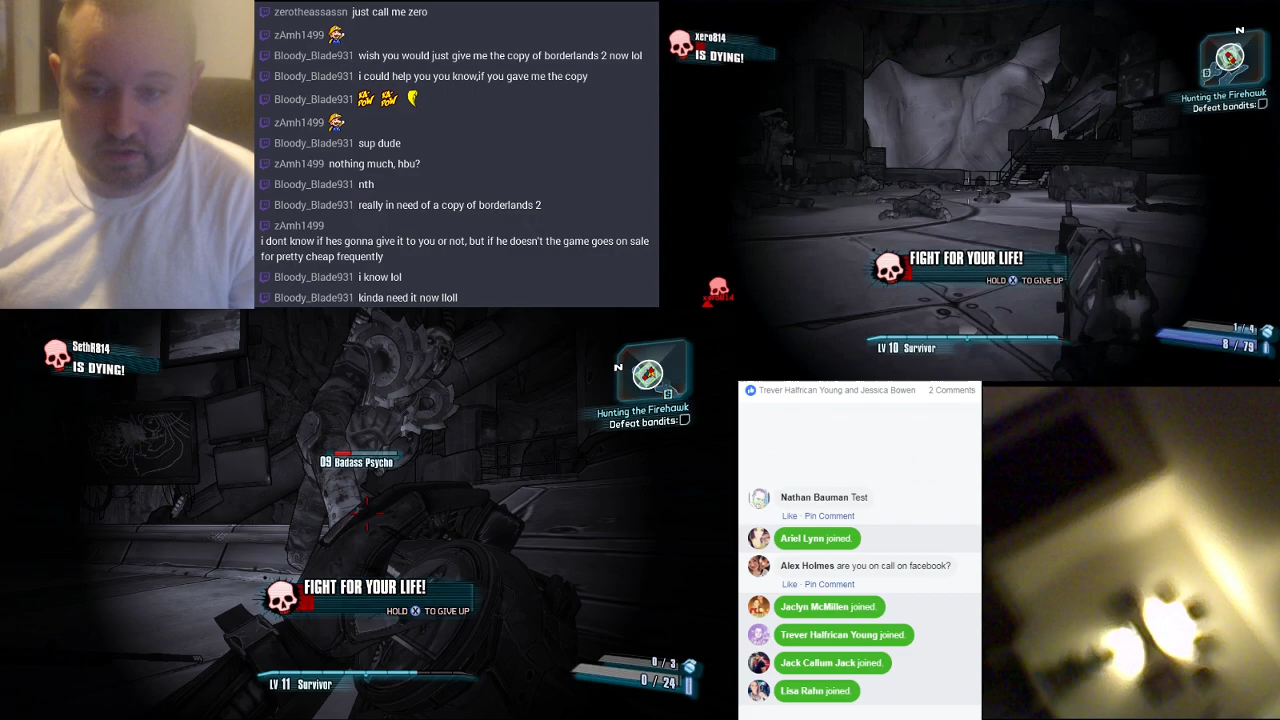 zerotheassassn just call me zero
zAmh1499
Bloody_Blade931 wish you would just give me the copy of borderlands 2 now lol
Bloody_Blade931 i could help you you know,if you gave me the copy
Bloody_Blade931 KA POW KA POW
zAmh1499
Bloody_Blade931 sup dude
zAmh1499 nothing much, hbu?
Bloody_Blade931 nth
Bloody_Blade931 really in need of a copy of borderlands 2
zAmh1499
i dont know if hes gonna give it to you or not, but if he doesn't the game goes on sale
for pretty cheap frequently
Bloody_Blade931 i know lol
Bloody_Blade931 kinda need it now lloll
xero814
IS DYING!
N
Hunting the Firehawk
Defeat bandits:
FIGHT FOR YOUR LIFE!
HOLD X TO GIVE UP
xero814
LV 10 Survivor
1 / 4
8 / 79
SethR814
IS DYING!
N
Hunting the Firehawk
Defeat bandits:
09 Badass Psycho
FIGHT FOR YOUR LIFE!
HOLD X TO GIVE UP
LV 11 Survivor
0 / 3
0 / 24
Trever Halfrican Young and Jessica Bowen 2 Comments
Nathan Bauman Test
Like · Pin Comment
Ariel Lynn joined.
Alex Holmes are you on call on facebook?
Like · Pin Comment
Jaclyn McMillen joined.
Trever Halfrican Young joined.
Jack Callum Jack joined.
Lisa Rahn joined.